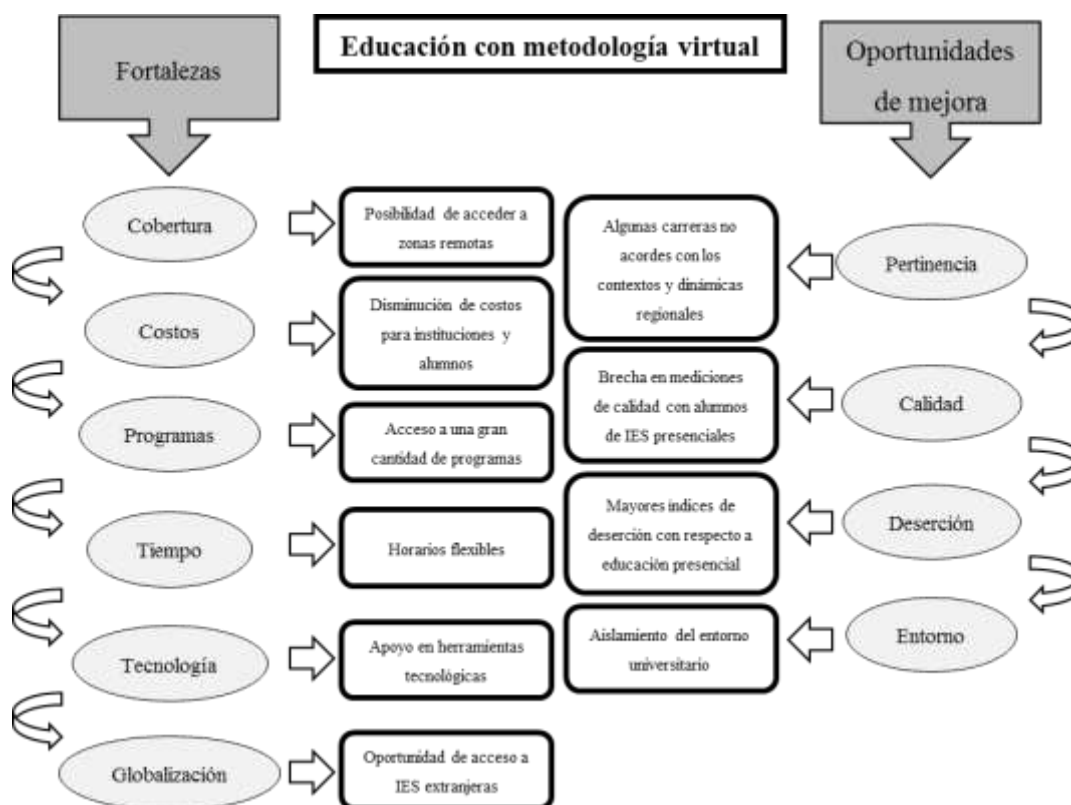 Educación con metodología virtual
Fortalezas
Cobertura
Posibilidad de acceder a
zonas remotas
Costos
Disminución de costos
para instituciones y
alumnos
Programas
Acceso a una gran
cantidad de programas
Tiempo
Horarios flexibles
Tecnología
Apoyo en herramientas
tecnológicas
Globalización
Oportunidad de acceso a
IES extranjeras
Oportunidades
de mejora
Algunas carreras no
acordes con los
contextos y dinámicas
regionales
Pertinencia
Brecha en mediciones
de calidad con alumnos
de IES presenciales
Calidad
Mayores índices de
deserción con respecto a
educación presencial
Deserción
Aislamiento del entorno
universitario
Entorno